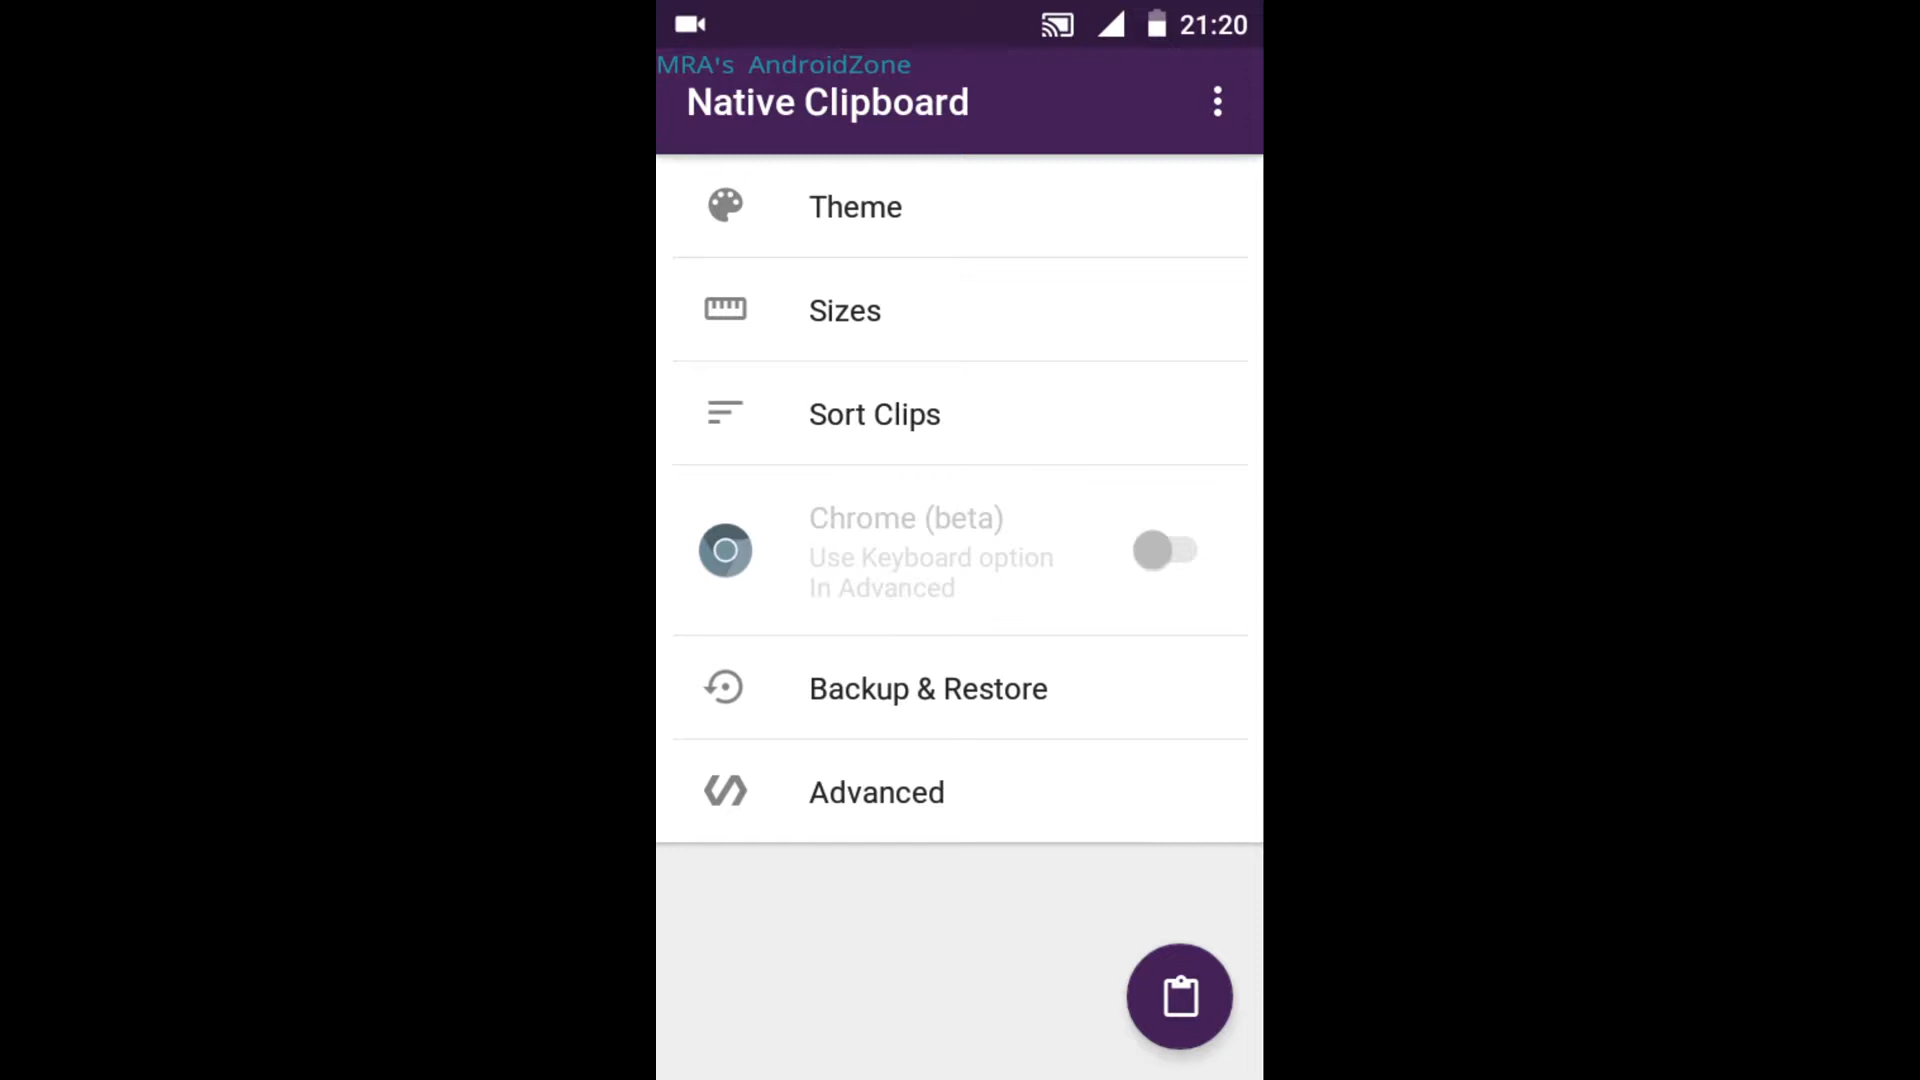 21:20
MRA's AndroidZone
Native Clipboard
Theme
Sizes
Sort Clips
Chrome (beta)
Use Keyboard option
In Advanced
Backup & Restore
Advanced